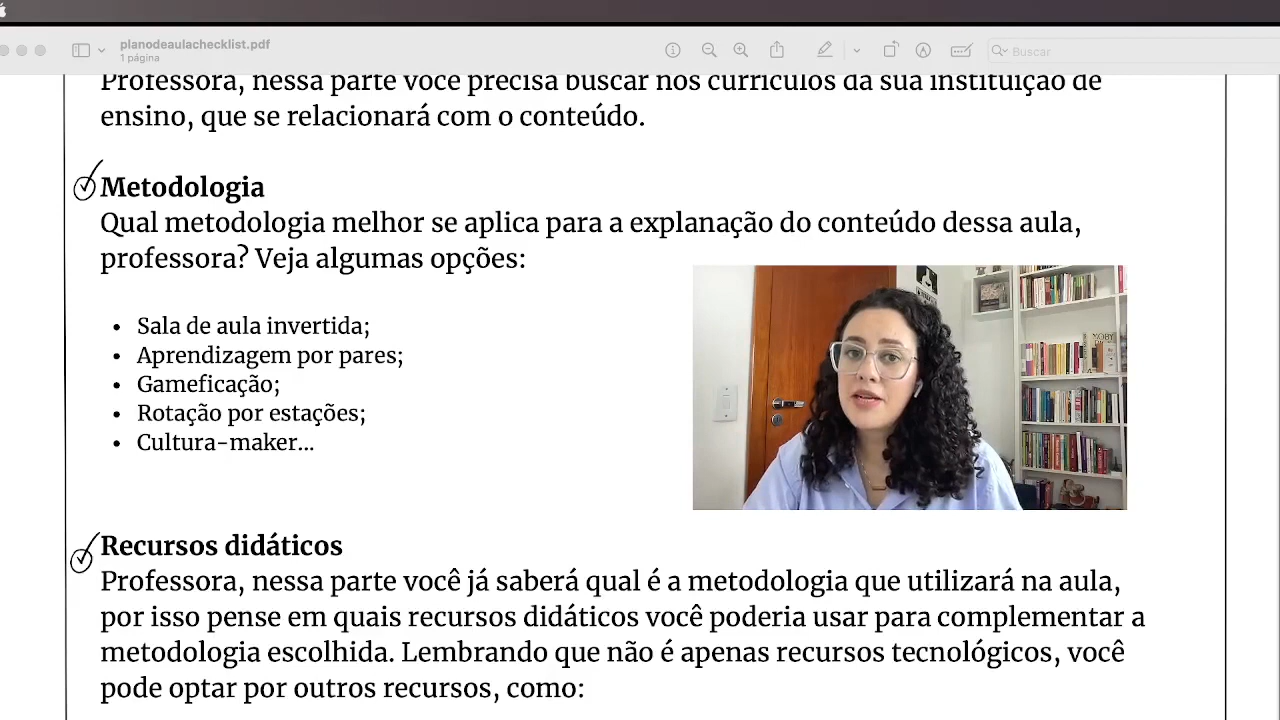 planodeaulachecklist.pdf
1 página
Buscar
Professora, nessa parte você precisa buscar nos currículos da sua instituição de
ensino, que se relacionará com o conteúdo.
Metodologia
Qual metodologia melhor se aplica para a explanação do conteúdo dessa aula,
professora? Veja algumas opções:
• Sala de aula invertida;
• Aprendizagem por pares;
• Gameficação;
• Rotação por estações;
• Cultura-maker...
Recursos didáticos
Professora, nessa parte você já saberá qual é a metodologia que utilizará na aula,
por isso pense em quais recursos didáticos você poderia usar para complementar a
metodologia escolhida. Lembrando que não é apenas recursos tecnológicos, você
pode optar por outros recursos, como: